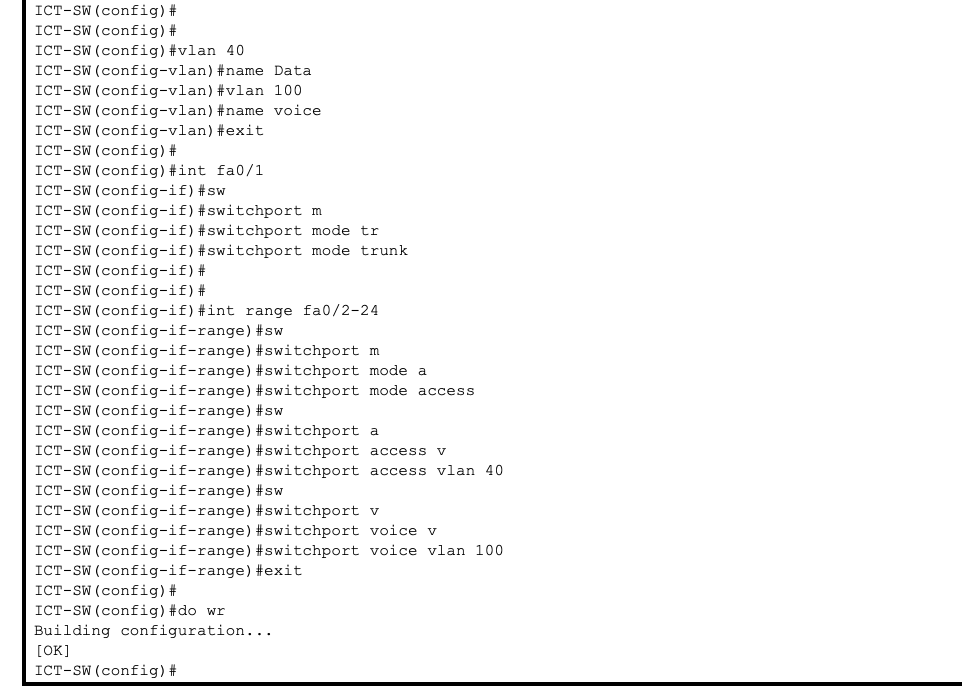 ICT-SW(config)#
ICT-SW(config)#
ICT-SW(config)#vlan 40
ICT-SW(config-vlan)#name Data
ICT-SW(config-vlan)#vlan 100
ICT-SW(config-vlan)#name voice
ICT-SW(config-vlan)#exit
ICT-SW(config)#
ICT-SW(config)#int fa0/1
ICT-SW(config-if)#sw
ICT-SW(config-if)#switchport m
ICT-SW(config-if)#switchport mode tr
ICT-SW(config-if)#switchport mode trunk
ICT-SW(config-if)#
ICT-SW(config-if)#
ICT-SW(config-if)#int range fa0/2-24
ICT-SW(config-if-range)#sw
ICT-SW(config-if-range)#switchport m
ICT-SW(config-if-range)#switchport mode a
ICT-SW(config-if-range)#switchport mode access
ICT-SW(config-if-range)#sw
ICT-SW(config-if-range)#switchport a
ICT-SW(config-if-range)#switchport access v
ICT-SW(config-if-range)#switchport access vlan 40
ICT-SW(config-if-range)#sw
ICT-SW(config-if-range)#switchport v
ICT-SW(config-if-range)#switchport voice v
ICT-SW(config-if-range)#switchport voice vlan 100
ICT-SW(config-if-range)#exit
ICT-SW(config)#
ICT-SW(config)#do wr
Building configuration...
[OK]
ICT-SW(config)#